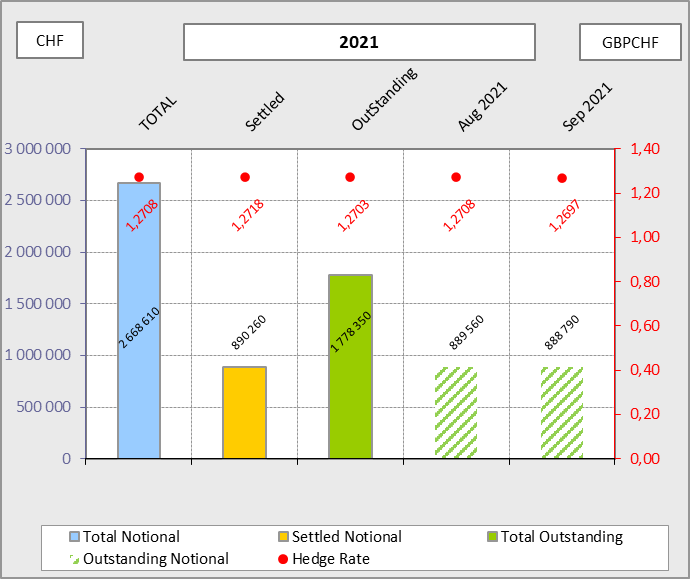 CHF
2021
GBPCHF
TOTAL
Settled
OutStanding
Aug 2021
Sep 2021
3 000 000
2 500 000
2 000 000
1 500 000
1 000 000
500 000
0
1,40
1,20
1,00
0,80
0,60
0,40
0,20
0,00
1,2708
1,2718
1,2703
1,2708
1,2697
2 668 610
890 260
1 778 350
889 560
888 790
Total Notional
Settled Notional
Total Outstanding
Outstanding Notional
Hedge Rate